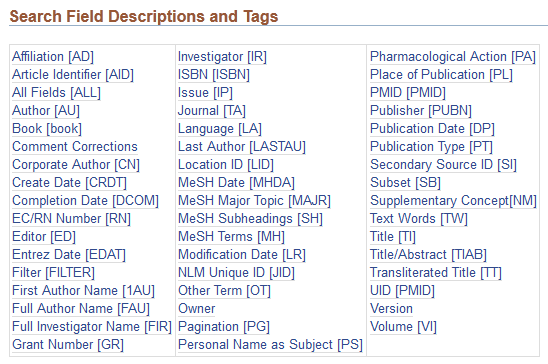 Search Field Descriptions and Tags
Affiliation [AD]
Article Identifier [AID]
All Fields [ALL]
Author [AU]
Book [book]
Comment Corrections
Corporate Author [CN]
Create Date [CRDT]
Completion Date [DCOM]
EC/RN Number [RN]
Editor [ED]
Entrez Date [EDAT]
Filter [FILTER]
First Author Name [1AU]
Full Author Name [FAU]
Full Investigator Name [FIR]
Grant Number [GR]
Investigator [IR]
ISBN [ISBN]
Issue [IP]
Journal [TA]
Language [LA]
Last Author [LASTAU]
Location ID [LID]
MeSH Date [MHDA]
MeSH Major Topic [MAJR]
MeSH Subheadings [SH]
MeSH Terms [MH]
Modification Date [LR]
NLM Unique ID [JID]
Other Term [OT]
Owner
Pagination [PG]
Personal Name as Subject [PS]
Pharmacological Action [PA]
Place of Publication [PL]
PMID [PMID]
Publisher [PUBN]
Publication Date [DP]
Publication Type [PT]
Secondary Source ID [SI]
Subset [SB]
Supplementary Concept[NM]
Text Words [TW]
Title [TI]
Title/Abstract [TIAB]
Transliterated Title [TT]
UID [PMID]
Version
Volume [VI]